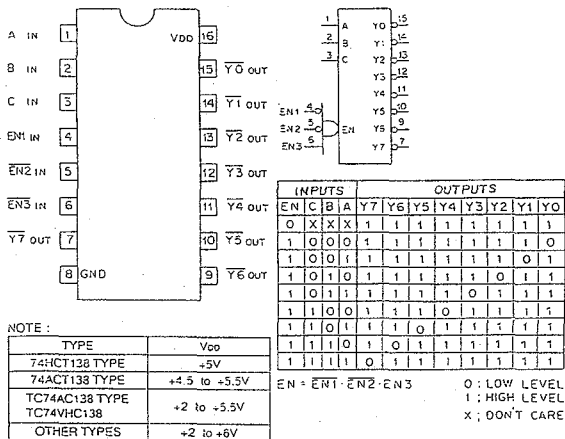 A IN 1
B IN 2
C IN 3
EN1 IN 4
EN2 IN 5
EN3 IN 6
Y7 OUT 7
8 GND
VDD 16
15 Y0 OUT
14 Y1 OUT
13 Y2 OUT
12 Y3 OUT
11 Y4 OUT
10 Y5 OUT
9 Y6 OUT
1 A Y0 15
2 B Y1 14
3 C Y2 13
Y3 12
Y4 11
EN1 4 Y5 10
EN2 5 EN Y6 9
EN3 6 Y7 7
INPUTS OUTPUTS
EN C B A Y7 Y6 Y5 Y4 Y3 Y2 Y1 Y0
0 X X X 1 1 1 1 1 1 1 1
1 0 0 0 1 1 1 1 1 1 1 0
1 0 0 1 1 1 1 1 1 1 0 1
1 0 1 0 1 1 1 1 1 0 1 1
1 0 1 1 1 1 1 1 0 1 1 1
1 1 0 0 1 1 1 0 1 1 1 1
1 1 0 1 1 1 0 1 1 1 1 1
1 1 1 0 1 0 1 1 1 1 1 1
1 1 1 1 0 1 1 1 1 1 1 1
EN = EN1 · EN2 · EN3
0 ; LOW LEVEL
1 ; HIGH LEVEL
X ; DON'T CARE
NOTE :
TYPE VDD
74HCT138 TYPE +5V
74ACT138 TYPE +4.5 to +5.5V
TC74AC138 TYPE
TC74VHC138 +2 to +5.5V
OTHER TYPES +2 to +6V